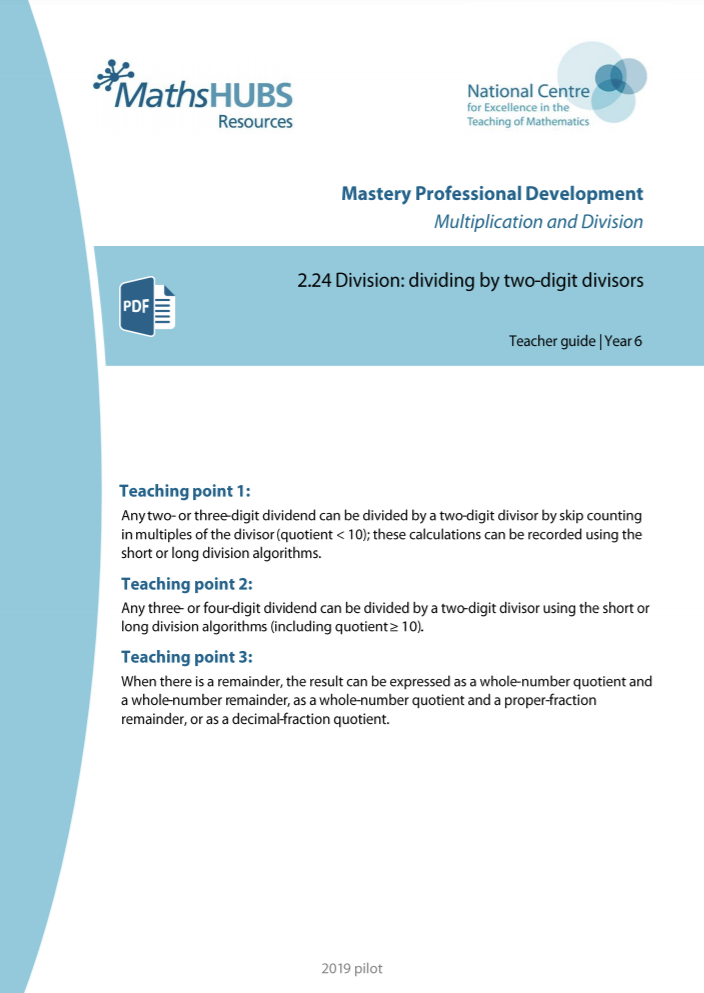 MathsHUBS
Resources
National Centre
for Excellence in the
Teaching of Mathematics
Mastery Professional Development
Multiplication and Division
PDF
2.24 Division: dividing by two-digit divisors
Teacher guide | Year 6
Teaching point 1:
Any two- or three-digit dividend can be divided by a two-digit divisor by skip counting
in multiples of the divisor (quotient < 10); these calculations can be recorded using the
short or long division algorithms.
Teaching point 2:
Any three- or four-digit dividend can be divided by a two-digit divisor using the short or
long division algorithms (including quotient ≥ 10).
Teaching point 3:
When there is a remainder, the result can be expressed as a whole-number quotient and
a whole-number remainder, as a whole-number quotient and a proper-fraction
remainder, or as a decimal-fraction quotient.
2019 pilot